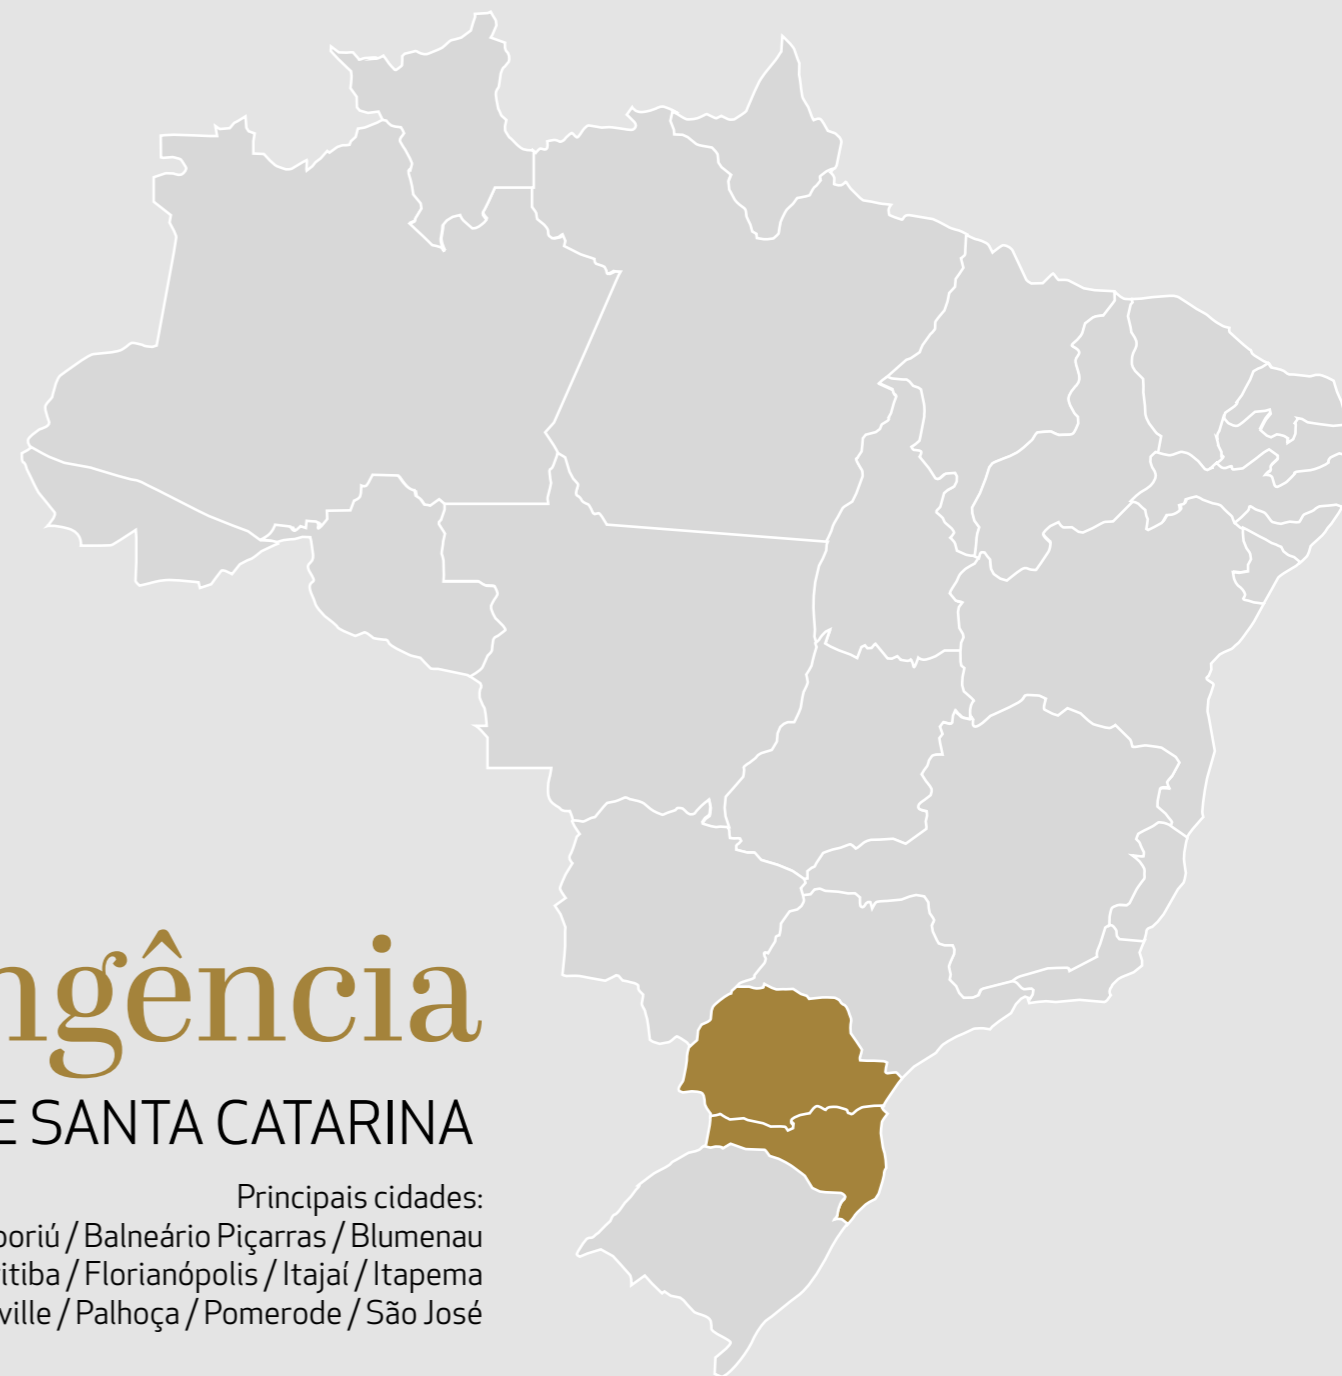 ngência
E SANTA CATARINA
Principais cidades:
boriú / Balneário Piçarras / Blumenau
itiba / Florianópolis / Itajaí / Itapema
ville / Palhoça / Pomerode / São José